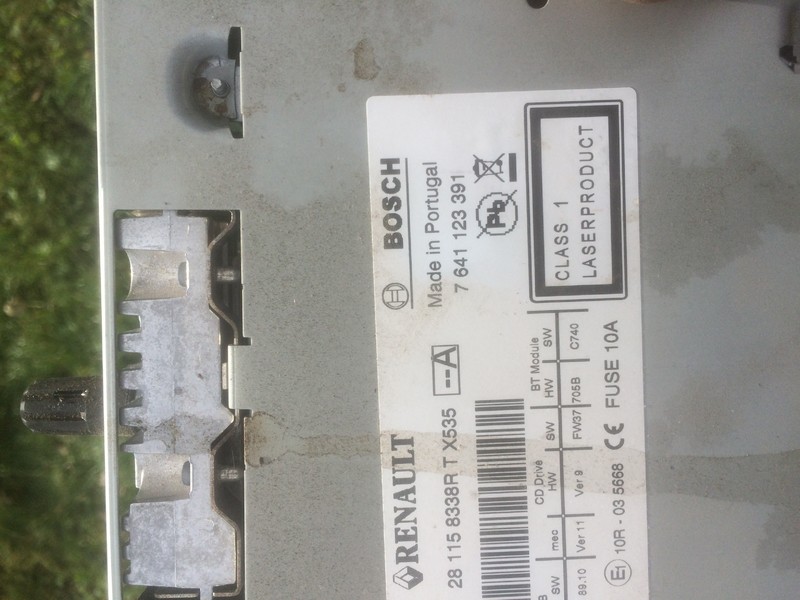 RENAULT
BOSCH
28 115 8338R T X535 --A
Made in Portugal
7 641 123 391
Pb
CLASS 1
LASERPRODUCT
CD Drive BT Module
SW mec HW SW HW SW
89.10 Ver 11 Ver 9 FW37 705B C740
E1 10R - 03 5668 CE FUSE 10A